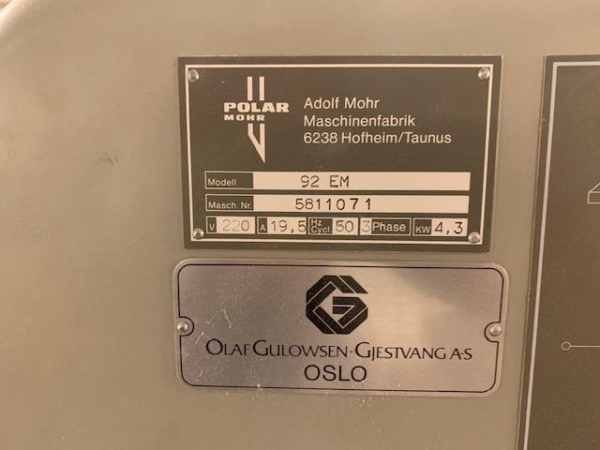 POLAR
MOHR
Adolf Mohr
Maschinenfabrik
6238 Hofheim/Taunus
Modell 92 EM
Masch. Nr. 5811071
V 220 A 19,5 Hz Cycl 50 3 Phase KW 4,3
G
OLAF GULOWSEN-GJESTVANG A·S
OSLO